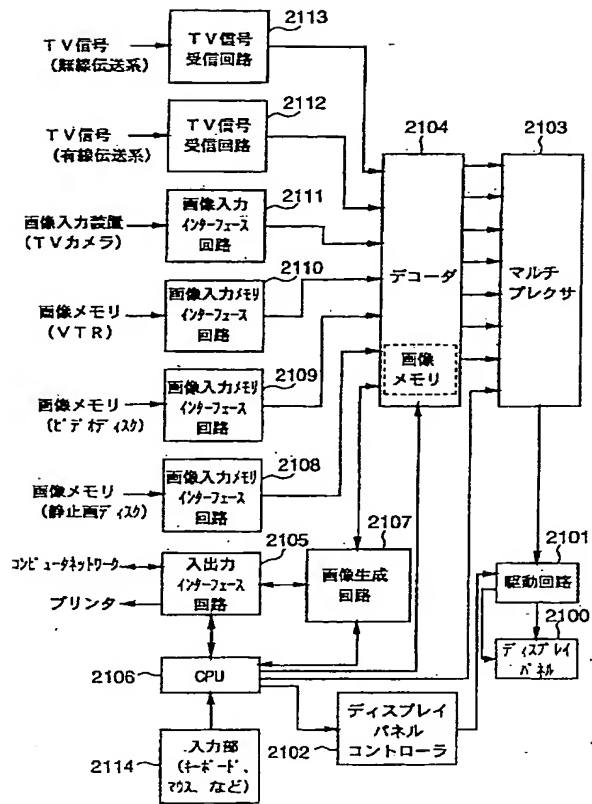 TV信号
(無線伝送系)
TV信号
受信回路
2113
TV信号
(有線伝送系)
TV信号
受信回路
2112
画像入力装置
(TVカメラ)
画像入力
インターフェース
回路
2111
画像メモリ
(VTR)
画像入力メモリ
インターフェース
回路
2110
画像メモリ
(ビデオディスク)
画像入力メモリ
インターフェース
回路
2109
画像メモリ
(静止画ディスク)
画像入力メモリ
インターフェース
回路
2108
2104
デコーダ
画像
メモリ
2103
マルチ
プレクサ
コンピュータネットワーク
プリンタ
2105
入出力
インターフェース
回路
2107
画像生成
回路
2101
駆動回路
2100
ディスプレイ
パネル
2106
CPU
2102
ディスプレイ
パネル
コントローラ
2114
入力部
(キーボード、
マウス、など)